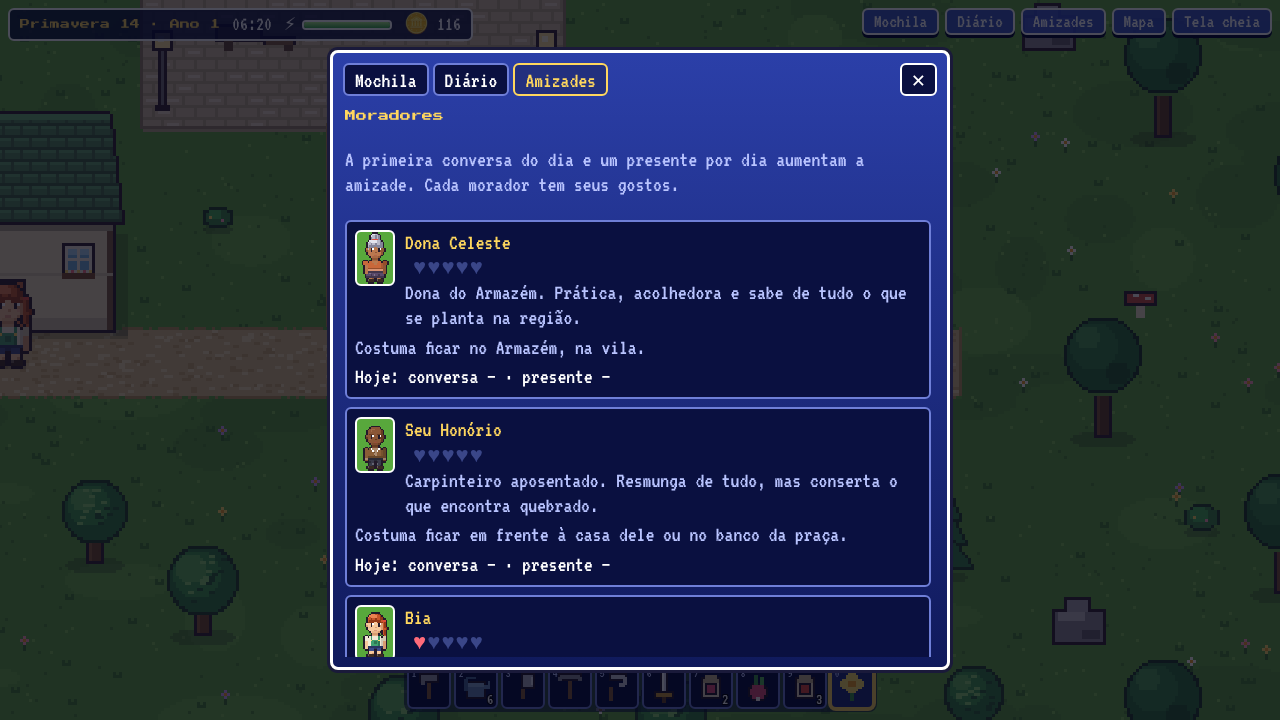 Primavera 14 · Ano 1 06:20 116
Mochila Diário Amizades Mapa Tela cheia
Mochila Diário Amizades ×
Moradores
A primeira conversa do dia e um presente por dia aumentam a
amizade. Cada morador tem seus gostos.
Dona Celeste
Dona do Armazém. Prática, acolhedora e sabe de tudo o que
se planta na região.
Costuma ficar no Armazém, na vila.
Hoje: conversa – · presente –
Seu Honório
Carpinteiro aposentado. Resmunga de tudo, mas conserta o
que encontra quebrado.
Costuma ficar em frente à casa dele ou no banco da praça.
Hoje: conversa – · presente –
Bia
6 2 3